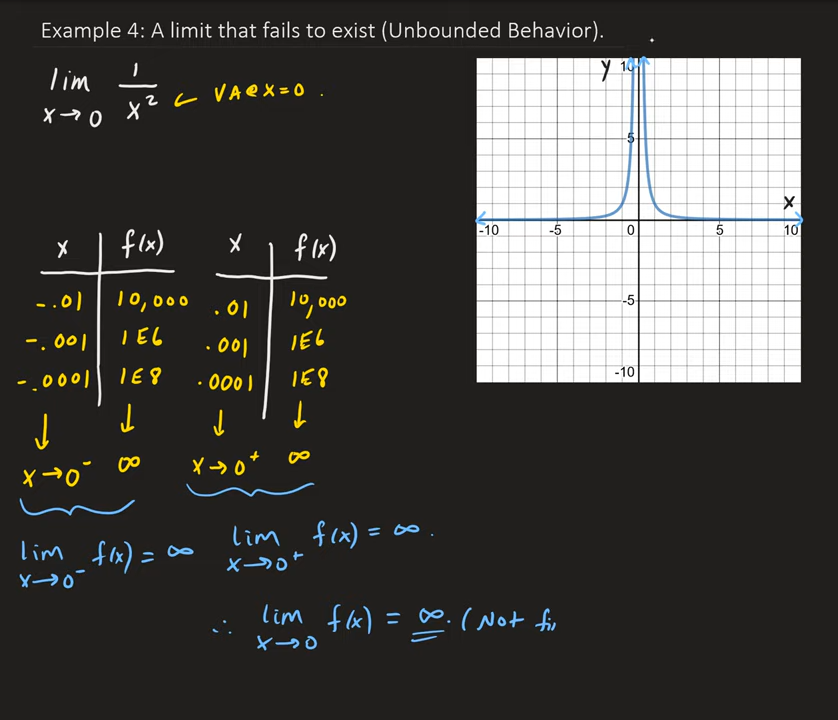 Example 4: A limit that fails to exist (Unbounded Behavior).
lim x→0 1/x² ← VA@x=0.
y 10
5
x
-10 -5 0 5 10
-5
-10
x f(x) x f(x)
-.01 10,000 .01 10,000
-.001 1E6 .001 1E6
-.0001 1E8 .0001 1E8
↓ ↓ ↓ ↓
x→0⁻ ∞ x→0⁺ ∞
lim x→0⁻ f(x) = ∞ lim x→0⁺ f(x) = ∞.
∴ lim x→0 f(x) = ∞. (Not fi